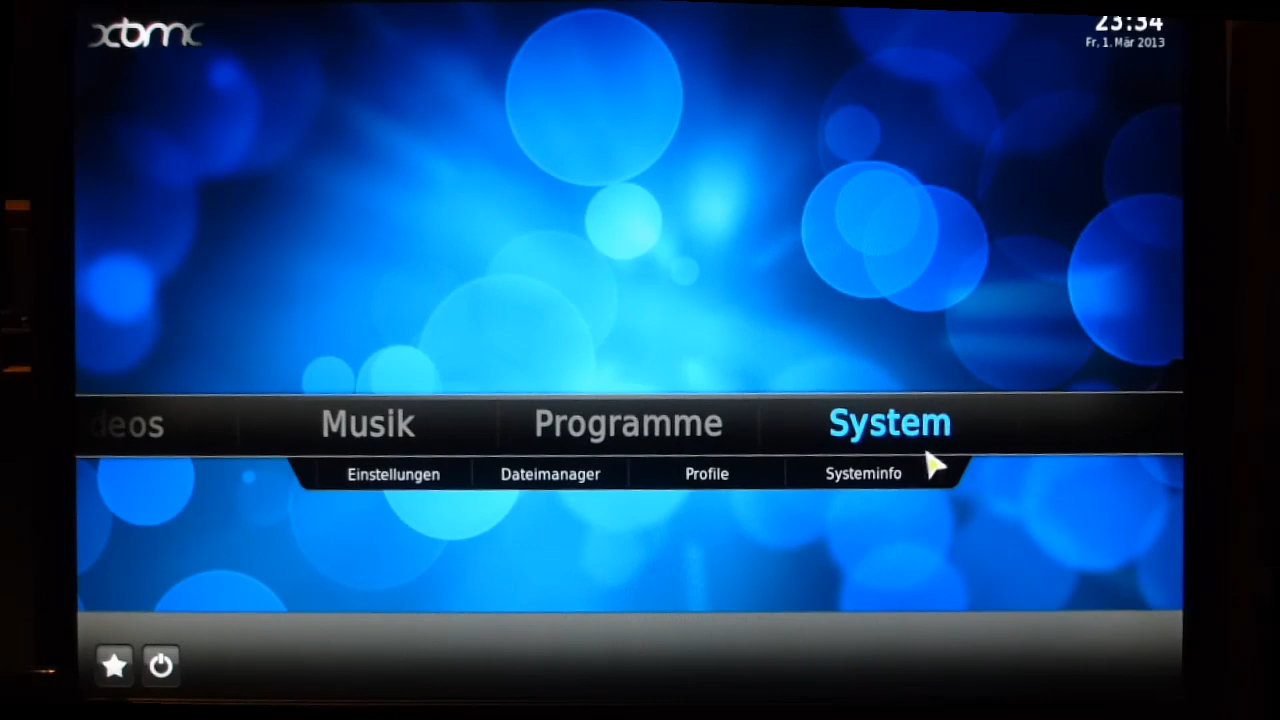 xbmc
23:34
Fr, 1. Mär 2013
deos Musik Programme System
Einstellungen Dateimanager Profile Systeminfo